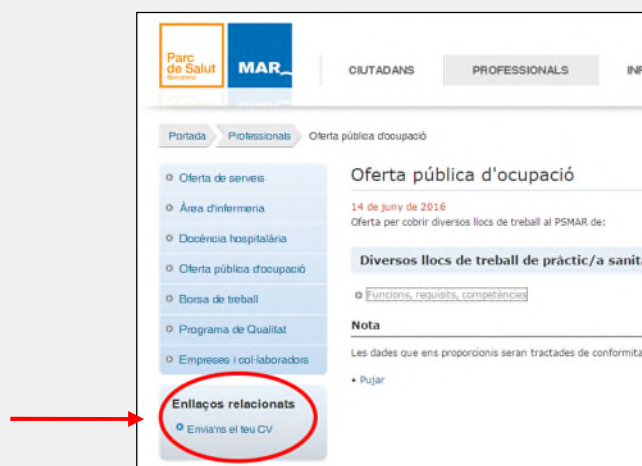 Parc
de Salut
Barcelona
MAR
CIUTADANS
PROFESSIONALS
INF
Portada
Professionals
Oferta pública d'ocupació
Oferta de serveis
Àrea d'infermeria
Docència hospitalària
Oferta pública d'ocupació
Borsa de treball
Programa de Qualitat
Empreses i col·laboradors
Enllaços relacionats
Envia'ns el teu CV
Oferta pública d'ocupació
14 de juny de 2016
Oferta per cobrir diversos llocs de treball al PSMAR de:
Diversos llocs de treball de pràctic/a sanita
Funcions, requisits, competències
Nota
Les dades que ens proporcionis seran tractades de conformita
• Pujar